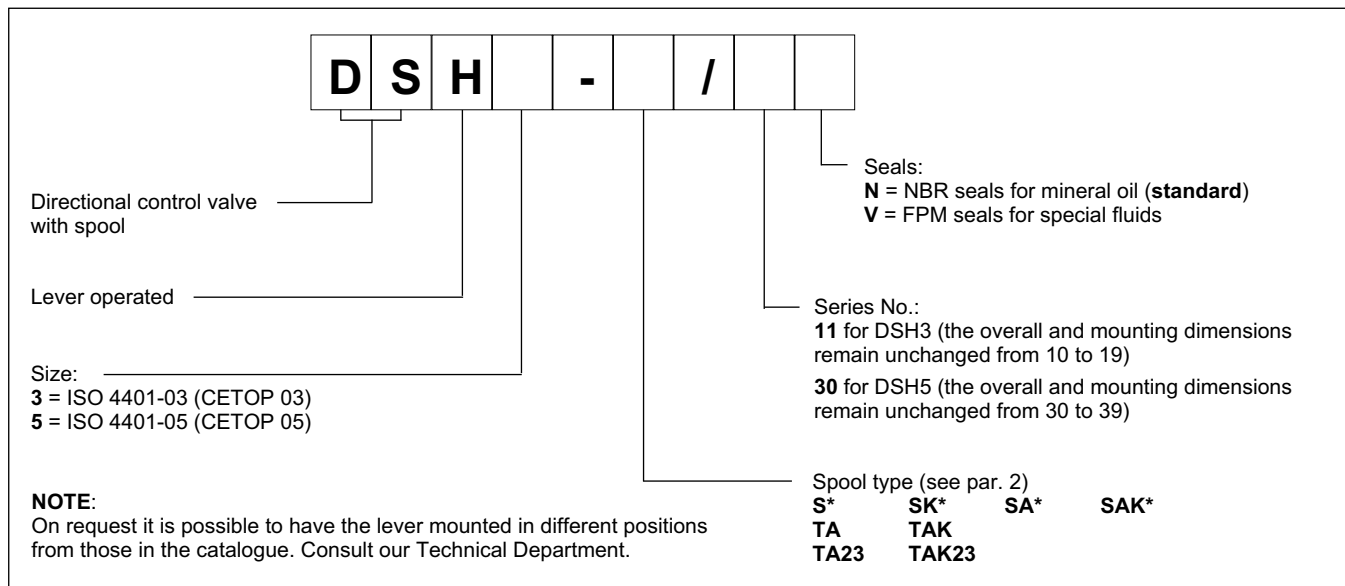 D S H - /
Directional control valve
with spool
Lever operated
Size:
3 = ISO 4401-03 (CETOP 03)
5 = ISO 4401-05 (CETOP 05)
NOTE:
On request it is possible to have the lever mounted in different positions
from those in the catalogue. Consult our Technical Department.
Seals:
N = NBR seals for mineral oil (standard)
V = FPM seals for special fluids
Series No.:
11 for DSH3 (the overall and mounting dimensions
remain unchanged from 10 to 19)
30 for DSH5 (the overall and mounting dimensions
remain unchanged from 30 to 39)
Spool type (see par. 2)
S* SK* SA* SAK*
TA TAK
TA23 TAK23